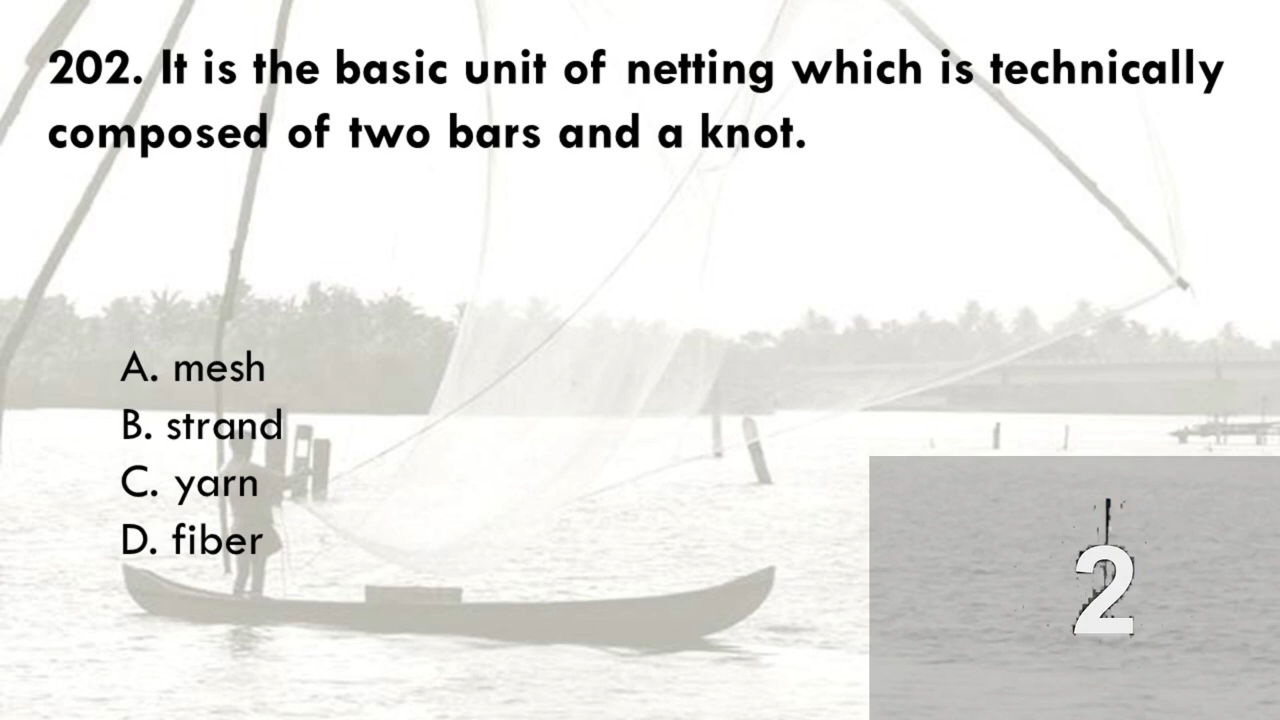 202. It is the basic unit of netting which is technically
composed of two bars and a knot.
A. mesh
B. strand
C. yarn
D. fiber
2